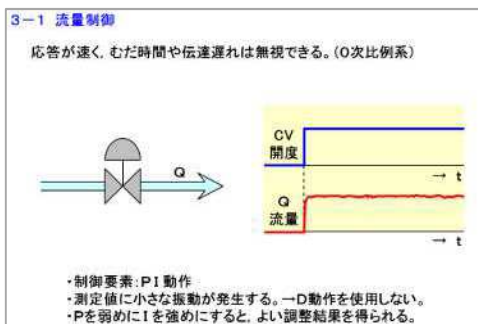 3-1 流量制御
応答が速く,むだ時間や伝達遅れは無視できる。(0次比例系)
CV
開度
→ t
Q
Q
流量
→ t
・制御要素:PI動作
・測定値に小さな振動が発生する。→D動作を使用しない。
・Pを弱めにIを強めにすると,よい調整結果を得られる。